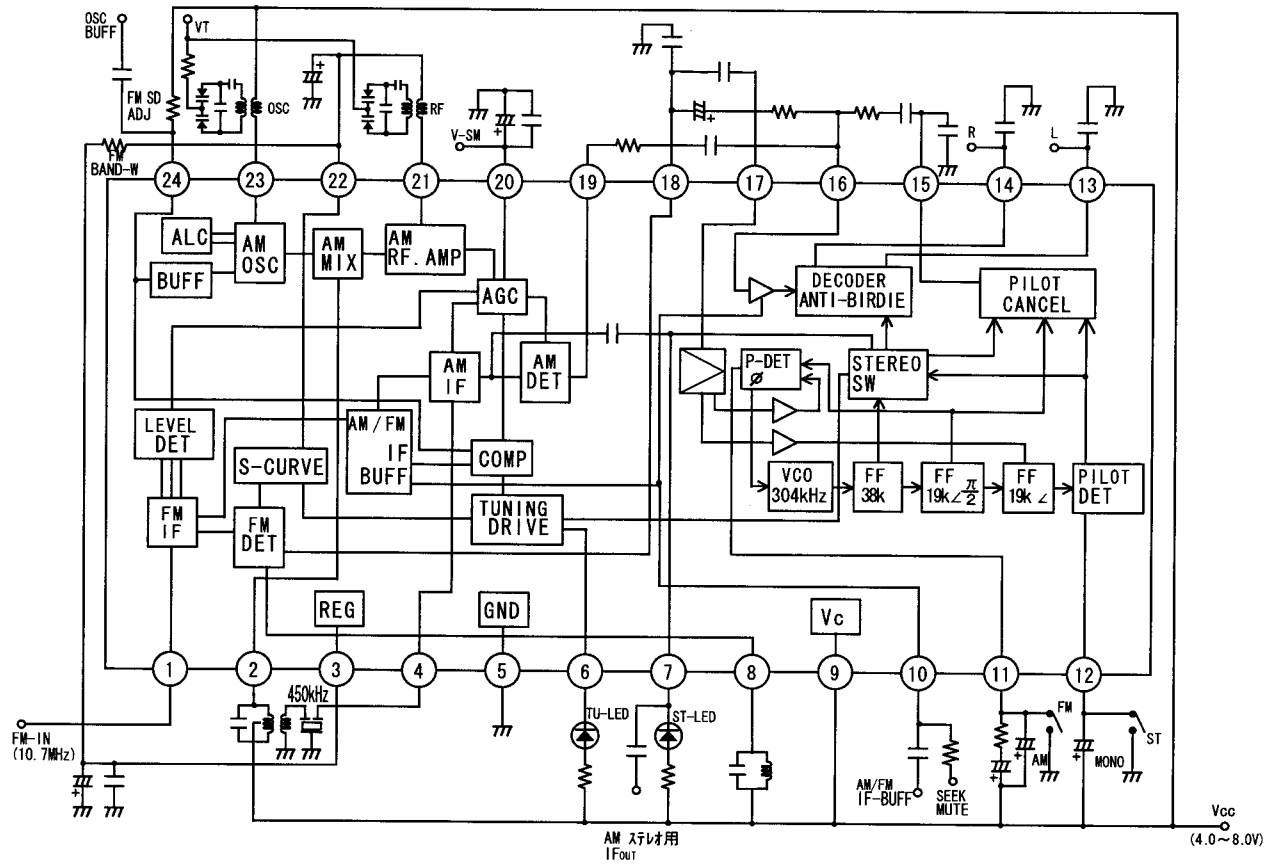 OSC
BUFF
VT
FM SD
ADJ
OSC
RF
V-SM
R
L
FM
BAND-W
24
23
22
21
20
19
18
17
16
15
14
13
ALC
AM
OSC
BUFF
AM
MIX
AM
RF. AMP
AGC
DECODER
ANTI-BIRDIE
PILOT
CANCEL
AM
IF
AM
DET
P-DET
φ
STEREO
SW
LEVEL
DET
AM/FM
IF
BUFF
S-CURVE
COMP
VCO
304kHz
FF
38k
FF
19k∠π/2
FF
19k∠
PILOT
DET
FM
IF
FM
DET
TUNING
DRIVE
REG
GND
Vc
1
2
3
4
5
6
7
8
9
10
11
12
450kHz
FM-IN
(10.7MHz)
TU-LED
ST-LED
FM
AM
ST
MONO
AM/FM
IF-BUFF
SEEK
MUTE
AM ステレオ用
IFOUT
Vcc
(4.0~8.0V)